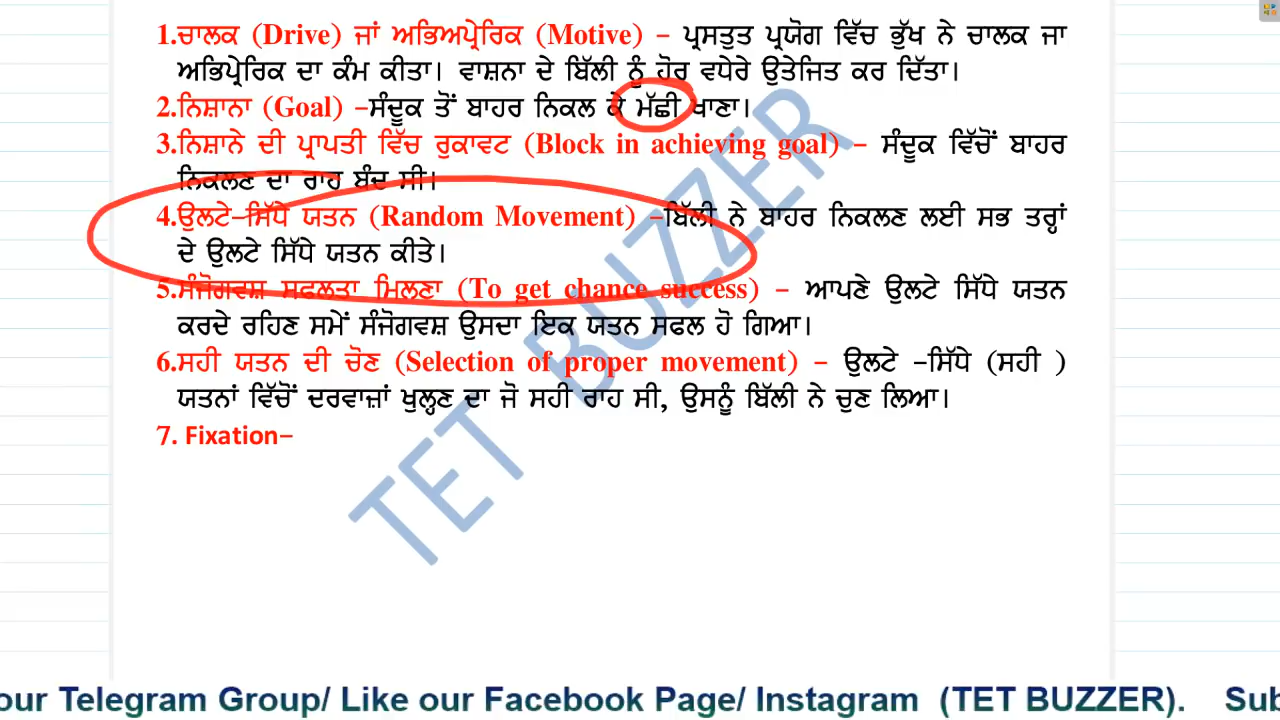 1.ਚਾਲਕ (Drive) ਜਾਂ ਅਭਿਅਪ੍ਰੇਰਿਕ (Motive) – ਪ੍ਰਸਤੁਤ ਪ੍ਰਯੋਗ ਵਿੱਚ ਭੁੱਖ ਨੇ ਚਾਲਕ ਜਾ
ਅਭਿਪ੍ਰੇਰਿਕ ਦਾ ਕੰਮ ਕੀਤਾ। ਵਾਸ਼ਨਾ ਦੇ ਬਿੱਲੀ ਨੂੰ ਹੋਰ ਵਧੇਰੇ ਉਤੇਜਿਤ ਕਰ ਦਿੱਤਾ।
2.ਨਿਸ਼ਾਨਾ (Goal) –ਸੰਦੂਕ ਤੋਂ ਬਾਹਰ ਨਿਕਲ ਕੇ ਮੱਛੀ ਖਾਣਾ।
3.ਨਿਸ਼ਾਨੇ ਦੀ ਪ੍ਰਾਪਤੀ ਵਿੱਚ ਰੁਕਾਵਟ (Block in achieving goal) – ਸੰਦੂਕ ਵਿੱਚੋਂ ਬਾਹਰ
ਨਿਕਲਣ ਦਾ ਰਾਹ ਬੰਦ ਸੀ।
4.ਉਲਟੇ–ਸਿੱਧੇ ਯਤਨ (Random Movement) –ਬਿੱਲੀ ਨੇ ਬਾਹਰ ਨਿਕਲਣ ਲਈ ਸਭ ਤਰ੍ਹਾਂ
ਦੇ ਉਲਟੇ ਸਿੱਧੇ ਯਤਨ ਕੀਤੇ।
5.ਸੰਜੋਗਵਸ਼ ਸਫਲਤਾ ਮਿਲਣਾ (To get chance success) – ਆਪਣੇ ਉਲਟੇ ਸਿੱਧੇ ਯਤਨ
ਕਰਦੇ ਰਹਿਣ ਸਮੇਂ ਸੰਜੋਗਵਸ਼ ਉਸਦਾ ਇਕ ਯਤਨ ਸਫਲ ਹੋ ਗਿਆ।
6.ਸਹੀ ਯਤਨ ਦੀ ਚੋਣ (Selection of proper movement) – ਉਲਟੇ –ਸਿੱਧੇ (ਸਹੀ )
ਯਤਨਾਂ ਵਿੱਚੋਂ ਦਰਵਾਜ਼ਾਂ ਖੁਲ੍ਹਣ ਦਾ ਜੋ ਸਹੀ ਰਾਹ ਸੀ, ਉਸਨੂੰ ਬਿੱਲੀ ਨੇ ਚੁਣ ਲਿਆ।
7. Fixation–
TET BUZZER
our Telegram Group/ Like our Facebook Page/ Instagram (TET BUZZER). Sub